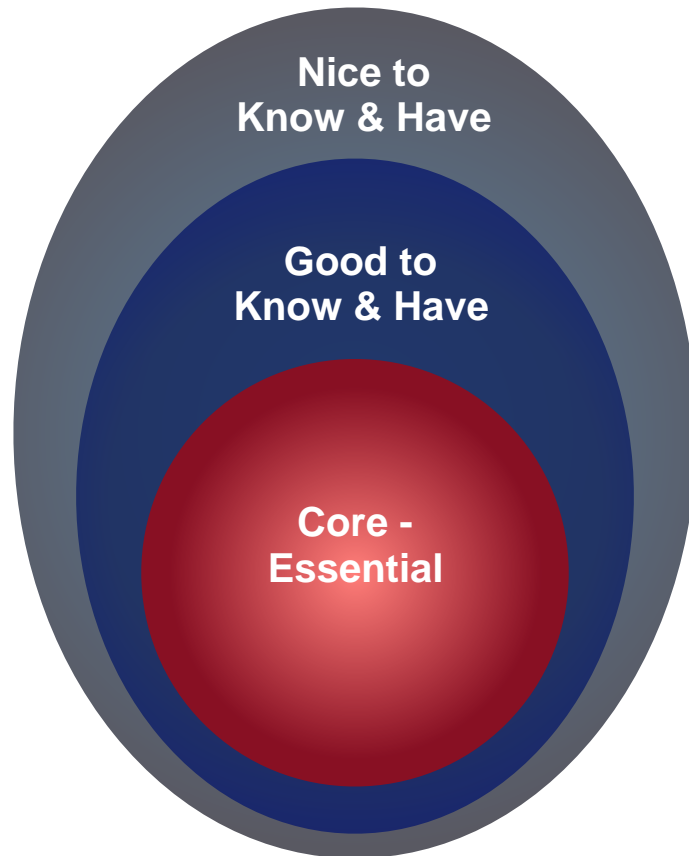 Nice to
Know & Have
Good to
Know & Have
Core -
Essential